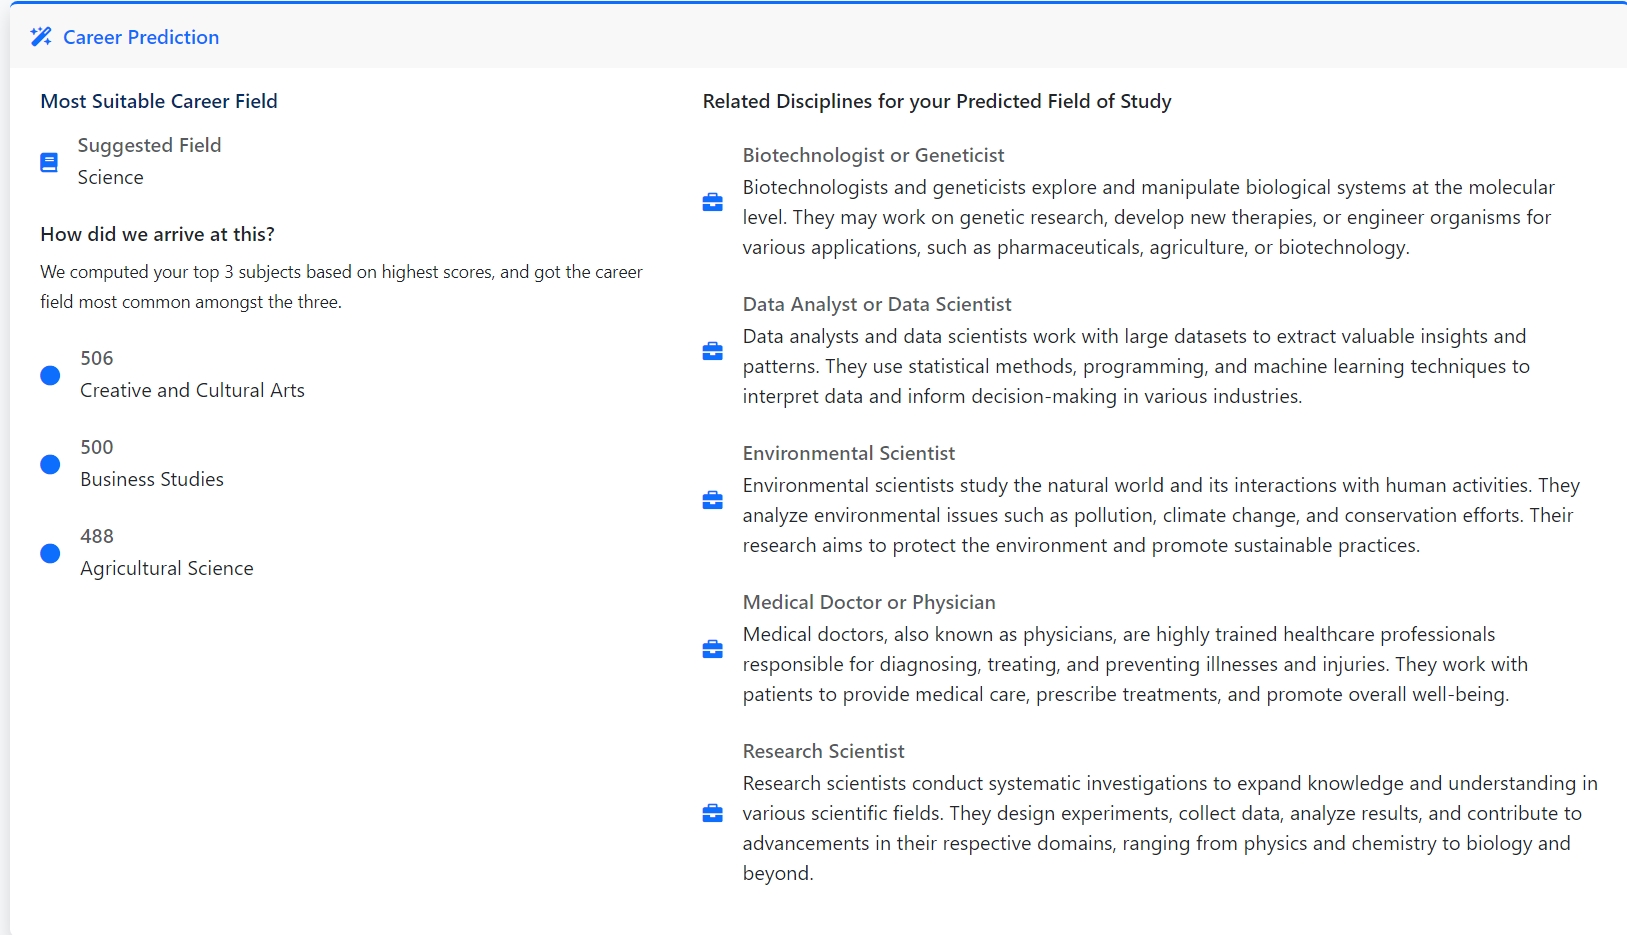 Career Prediction
Most Suitable Career Field
Suggested Field
Science
How did we arrive at this?
We computed your top 3 subjects based on highest scores, and got the career
field most common amongst the three.
506
Creative and Cultural Arts
500
Business Studies
488
Agricultural Science
Related Disciplines for your Predicted Field of Study
Biotechnologist or Geneticist
Biotechnologists and geneticists explore and manipulate biological systems at the molecular
level. They may work on genetic research, develop new therapies, or engineer organisms for
various applications, such as pharmaceuticals, agriculture, or biotechnology.
Data Analyst or Data Scientist
Data analysts and data scientists work with large datasets to extract valuable insights and
patterns. They use statistical methods, programming, and machine learning techniques to
interpret data and inform decision-making in various industries.
Environmental Scientist
Environmental scientists study the natural world and its interactions with human activities. They
analyze environmental issues such as pollution, climate change, and conservation efforts. Their
research aims to protect the environment and promote sustainable practices.
Medical Doctor or Physician
Medical doctors, also known as physicians, are highly trained healthcare professionals
responsible for diagnosing, treating, and preventing illnesses and injuries. They work with
patients to provide medical care, prescribe treatments, and promote overall well-being.
Research Scientist
Research scientists conduct systematic investigations to expand knowledge and understanding in
various scientific fields. They design experiments, collect data, analyze results, and contribute to
advancements in their respective domains, ranging from physics and chemistry to biology and
beyond.